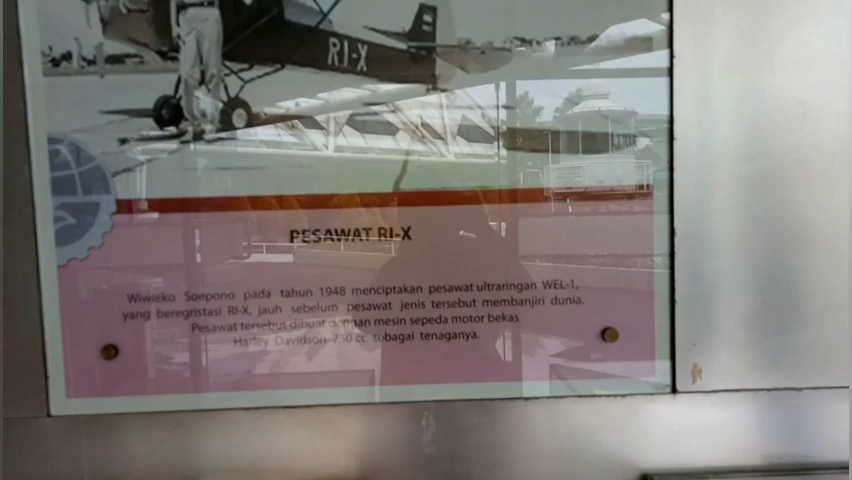 RI-X
PESAWAT RI-X
Wiwieko Soepono pada tahun 1948 menciptakan pesawat ultraringan WEL-1,
yang beregristasi RI-X, jauh sebelum pesawat jenis tersebut membanjiri dunia.
Pesawat tersebut dibuat dengan mesin sepeda motor bekas
Harley Davidson 750 cc sebagai tenaganya.